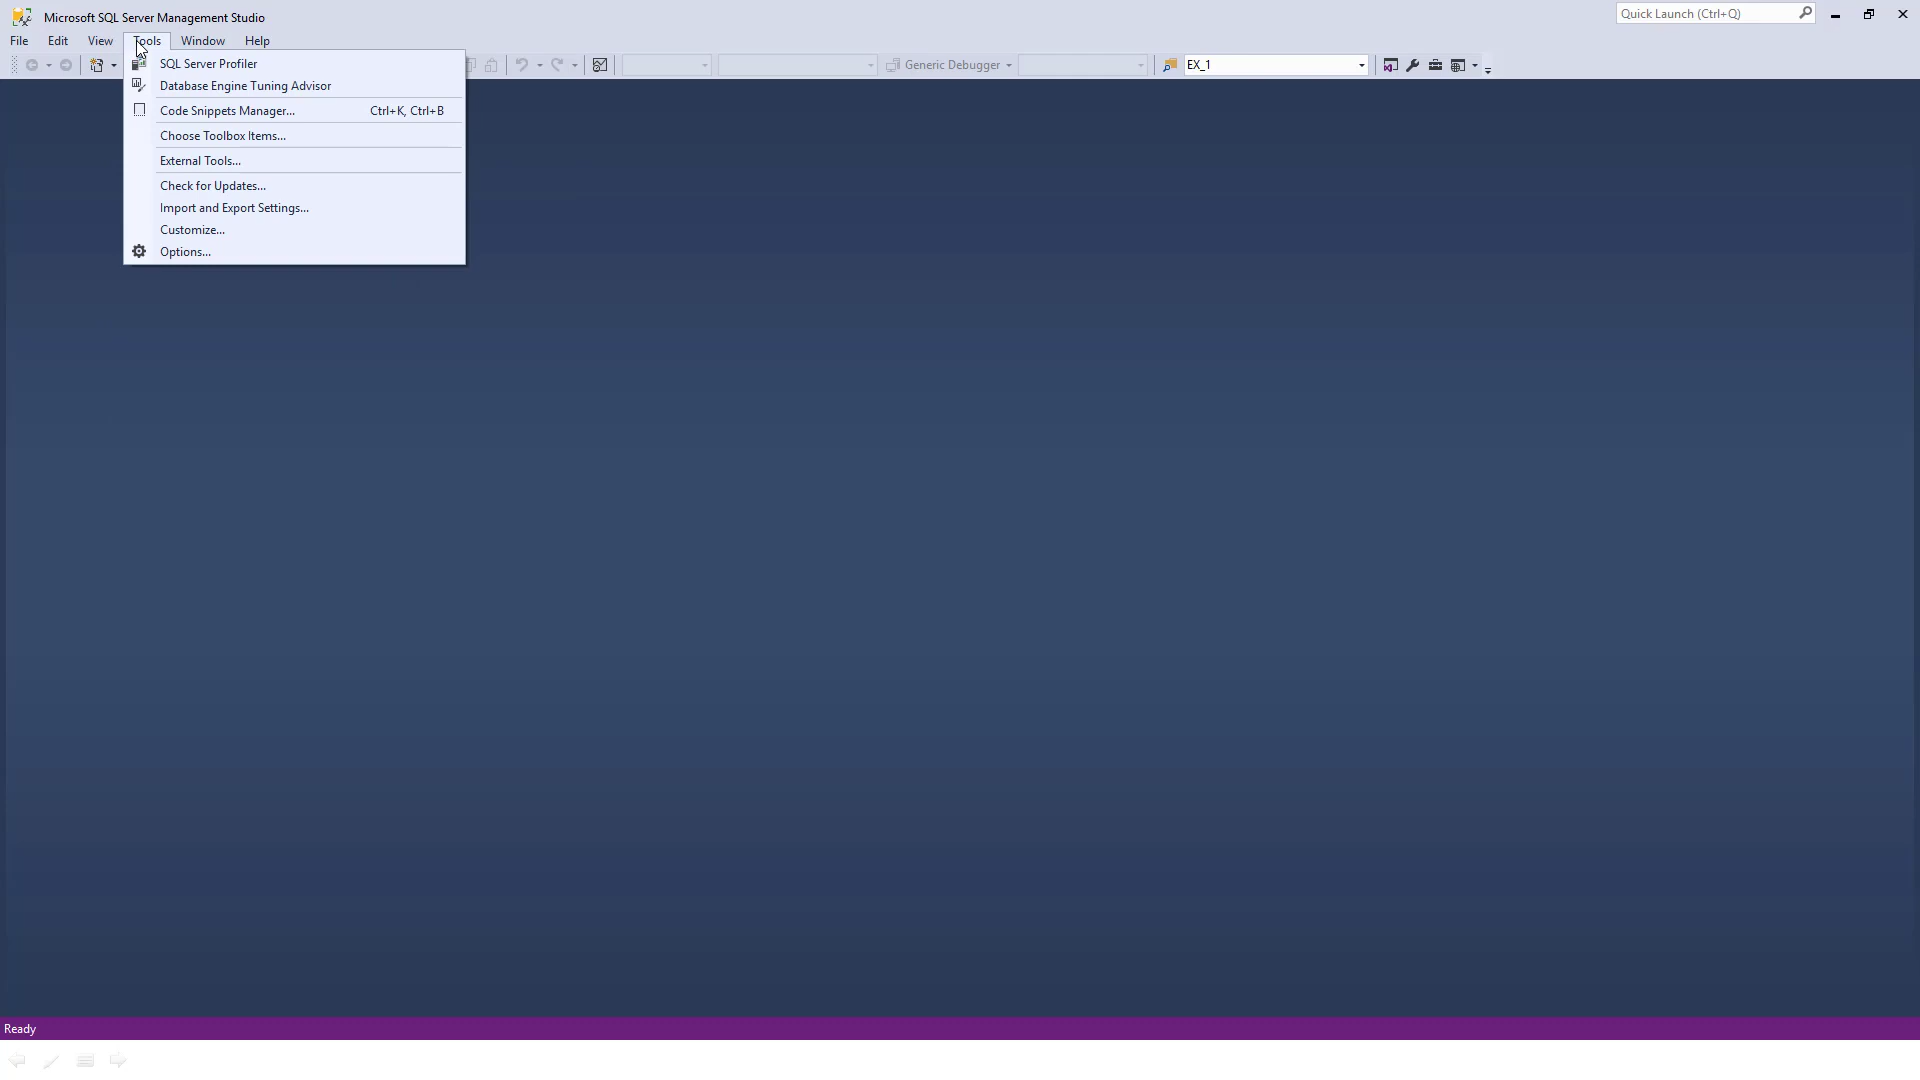 Microsoft SQL Server Management Studio
Quick Launch (Ctrl+Q)
File Edit View Tools Window Help
Generic Debugger
EX_1
SQL Server Profiler
Database Engine Tuning Advisor
Code Snippets Manager... Ctrl+K, Ctrl+B
Choose Toolbox Items...
External Tools...
Check for Updates...
Import and Export Settings...
Customize...
Options...
Ready